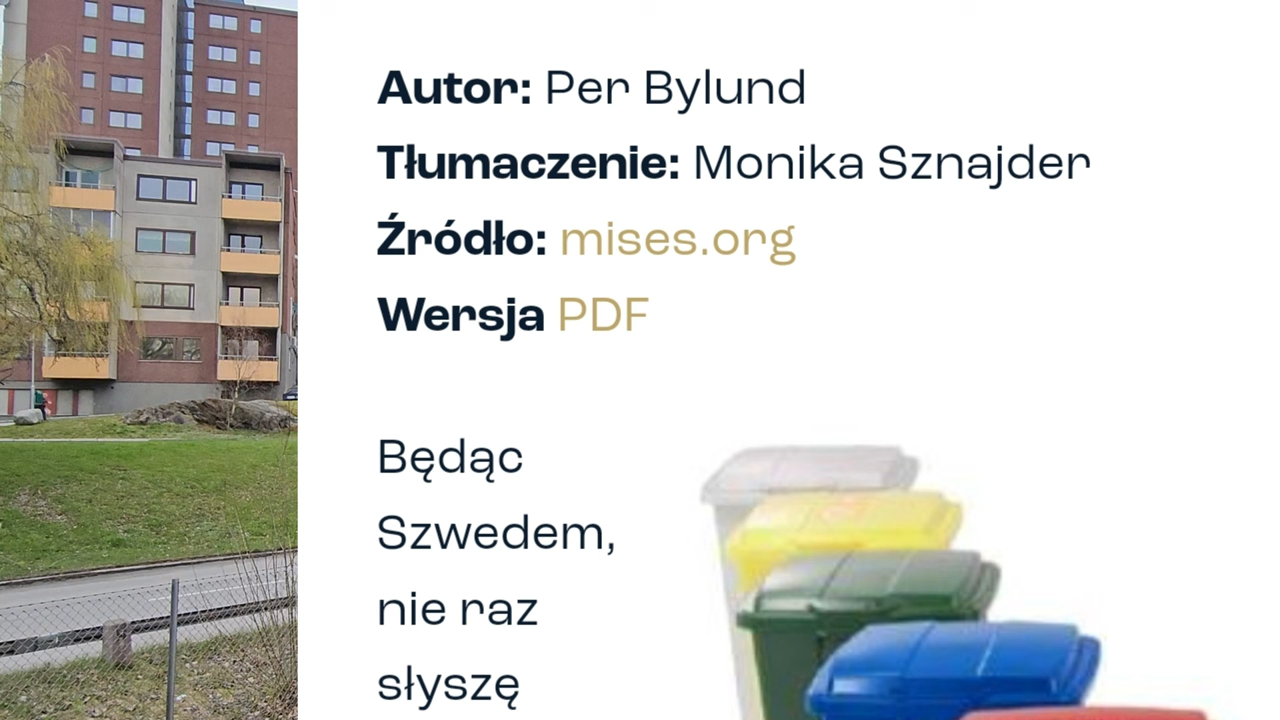 Autor: Per Bylund
Tłumaczenie: Monika Sznajder
Źródło: mises.org
Wersja PDF
Będąc
Szwedem,
nie raz
słyszę